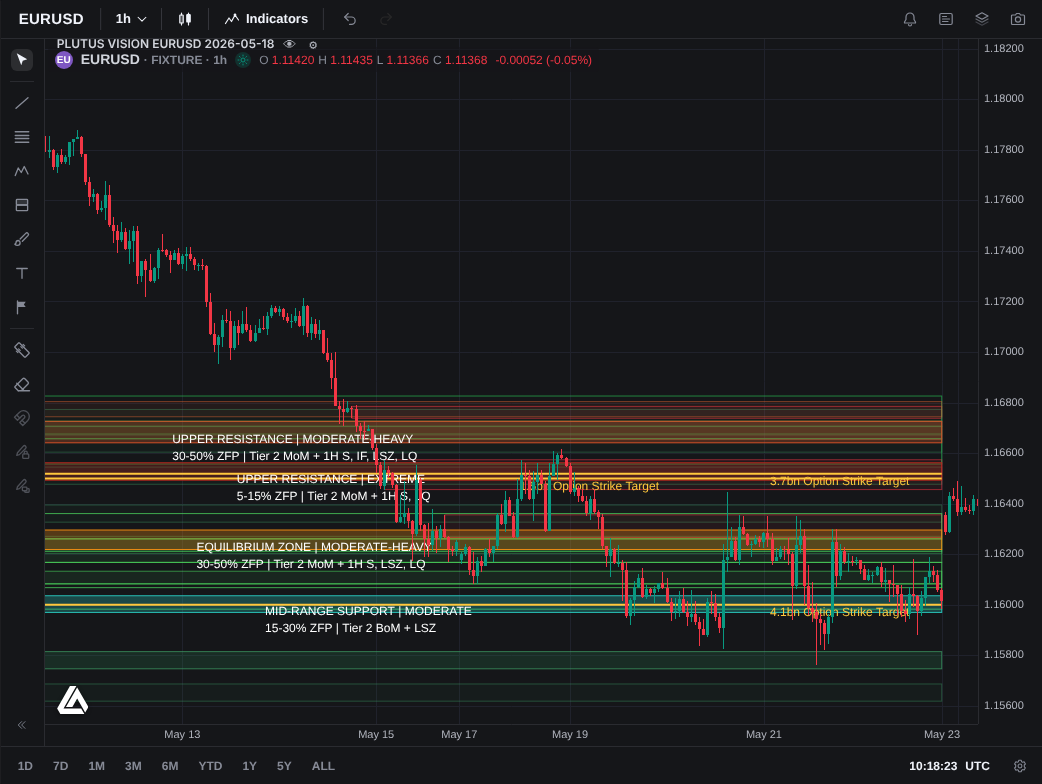 EURUSD 1h Indicators
PLUTUS VISION EURUSD 2026-05-18
EU EURUSD · FIXTURE · 1h O 1.11420 H 1.11435 L 1.11366 C 1.11368 -0.00052 (-0.05%)
1.18200
1.18000
1.17800
1.17600
1.17400
1.17200
1.17000
1.16800
1.16600
1.16400
1.16200
1.16000
1.15800
1.15600
UPPER RESISTANCE | MODERATE-HEAVY
30-50% ZFP | Tier 2 MoM + 1H S, IF, LSZ, LQ
UPPER RESISTANCE | EXTREME
5-15% ZFP | Tier 2 MoM + 1H S, LQ
Option Strike Target
3.7bn Option Strike Target
EQUILIBRIUM ZONE | MODERATE-HEAVY
30-50% ZFP | Tier 2 MoM + 1H S, LSZ, LQ
MID-RANGE SUPPORT | MODERATE
15-30% ZFP | Tier 2 BoM + LSZ
4.1bn Option Strike Target
May 13 May 15 May 17 May 19 May 21 May 23
1D 7D 1M 3M 6M YTD 1Y 5Y ALL 10:18:23 UTC